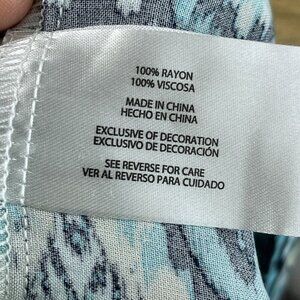 100% RAYON
100% VISCOSA
MADE IN CHINA
HECHO EN CHINA
EXCLUSIVE OF DECORATION
EXCLUSIVO DE DECORACIÓN
SEE REVERSE FOR CARE
VER AL REVERSO PARA CUIDADO